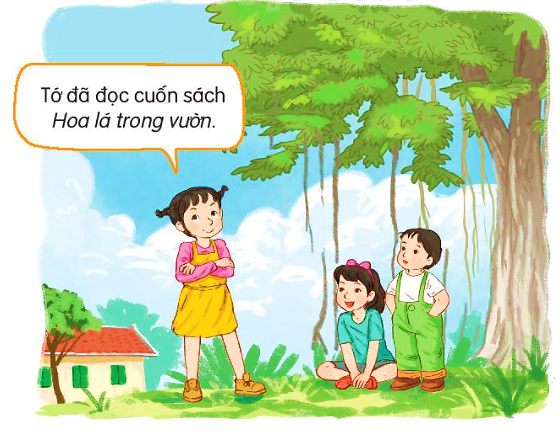 Tớ đã đọc cuốn sách
Hoa lá trong vườn.